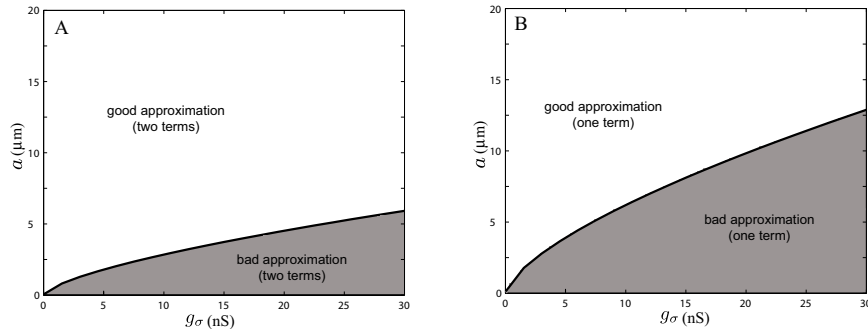 A
20
15
10
5
0
a (μm)
good approximation
(two terms)
bad approximation
(two terms)
0 5 10 15 20 25 30
gσ (nS)
B
20
15
10
5
0
a (μm)
good approximation
(one term)
bad approximation
(one term)
0 5 10 15 20 25 30
gσ (nS)